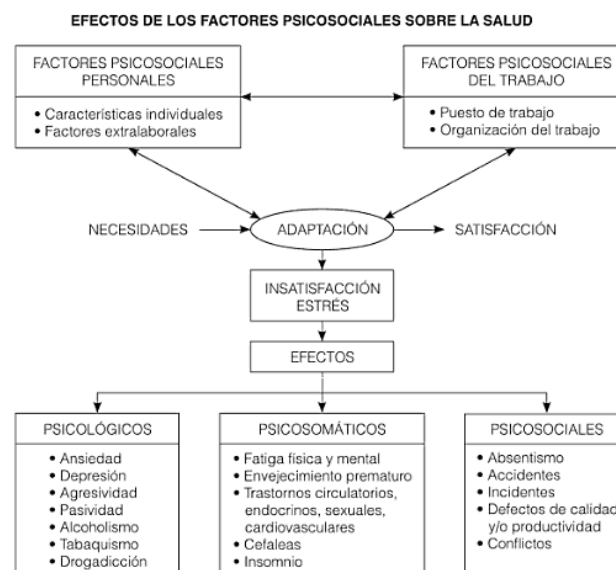 EFECTOS DE LOS FACTORES PSICOSOCIALES SOBRE LA SALUD
FACTORES PSICOSOCIALES
PERSONALES
• Características individuales
• Factores extralaborales
FACTORES PSICOSOCIALES
DEL TRABAJO
• Puesto de trabajo
• Organización del trabajo
NECESIDADES
ADAPTACIÓN
SATISFACCIÓN
INSATISFACCIÓN
ESTRÉS
EFECTOS
PSICOLÓGICOS
• Ansiedad
• Depresión
• Agresividad
• Pasividad
• Alcoholismo
• Tabaquismo
• Drogadicción
PSICOSOMÁTICOS
• Fatiga física y mental
• Envejecimiento prematuro
• Trastornos circulatorios,
endocrinos, sexuales,
cardiovasculares
• Cefaleas
• Insomnio
PSICOSOCIALES
• Absentismo
• Accidentes
• Incidentes
• Defectos de calidad
y/o productividad
• Conflictos